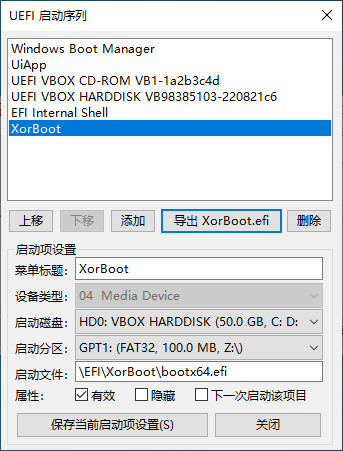 UEFI 启动序列
Windows Boot Manager
UiApp
UEFI VBOX CD-ROM VB1-1a2b3c4d
UEFI VBOX HARDDISK VB98385103-220821c6
EFI Internal Shell
XorBoot
上移 下移 添加 导出 XorBoot.efi 删除
启动项设置
菜单标题: XorBoot
设备类型: 04 Media Device
启动磁盘: HD0: VBOX HARDDISK (50.0 GB, C: D:
启动分区: GPT1: (FAT32, 100.0 MB, Z:\)
启动文件: \EFI\XorBoot\bootx64.efi
属性: 有效 隐藏 下一次启动该项目
保存当前启动项设置(S) 关闭